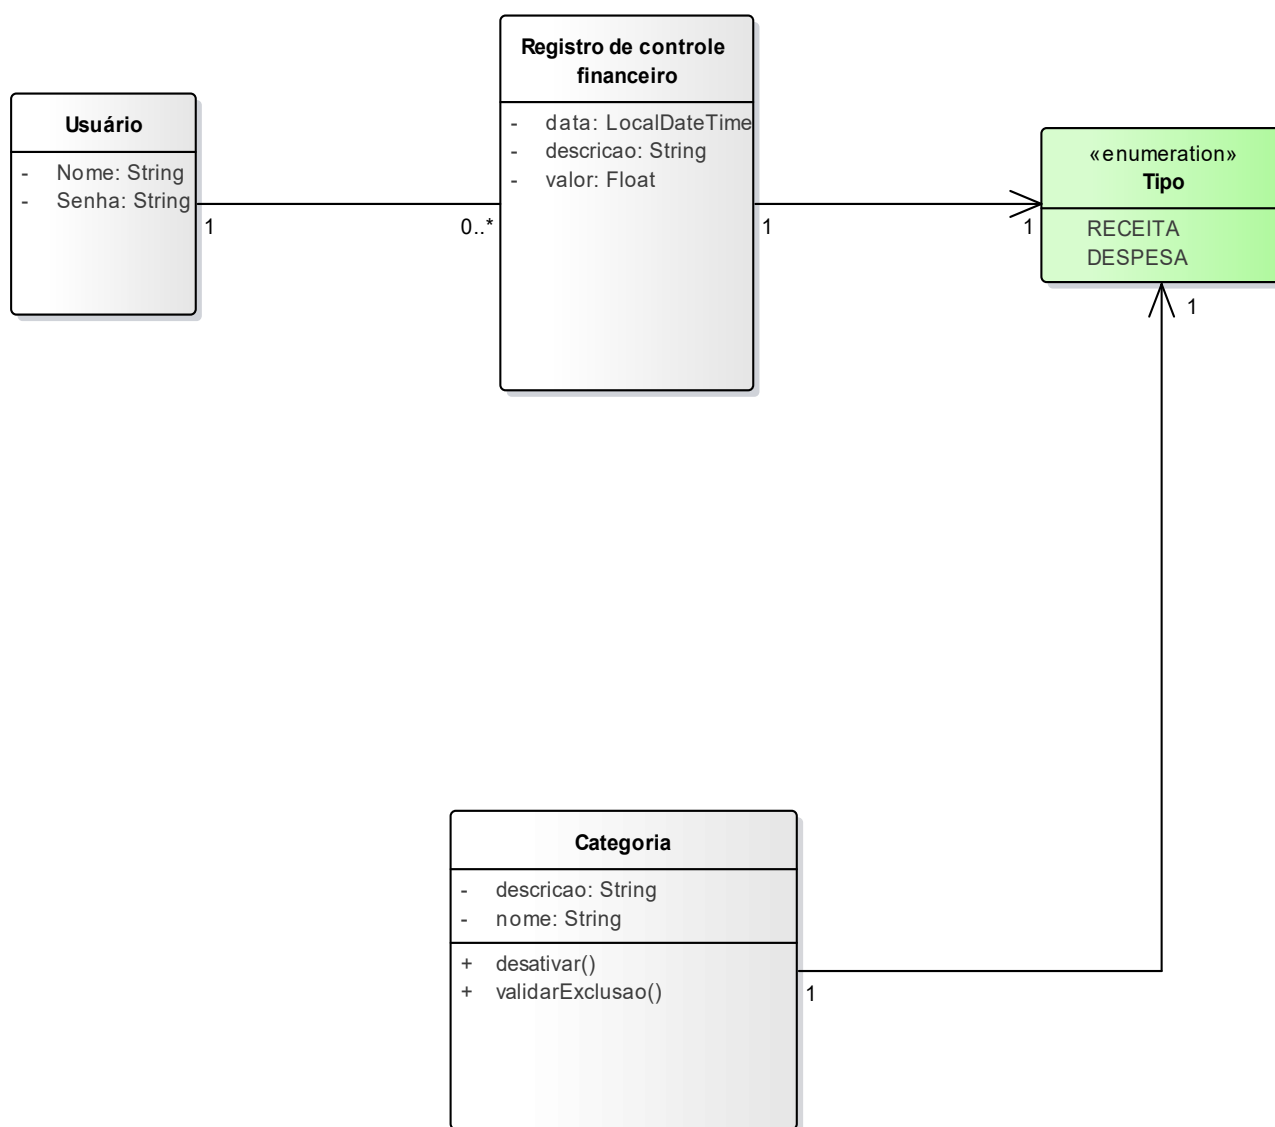 Usuário
- Nome: String
- Senha: String
Registro de controle
financeiro
- data: LocalDateTime
- descricao: String
- valor: Float
«enumeration»
Tipo
RECEITA
DESPESA
1
0..*
1
1
1
Categoria
- descricao: String
- nome: String
+ desativar()
+ validarExclusao()
1